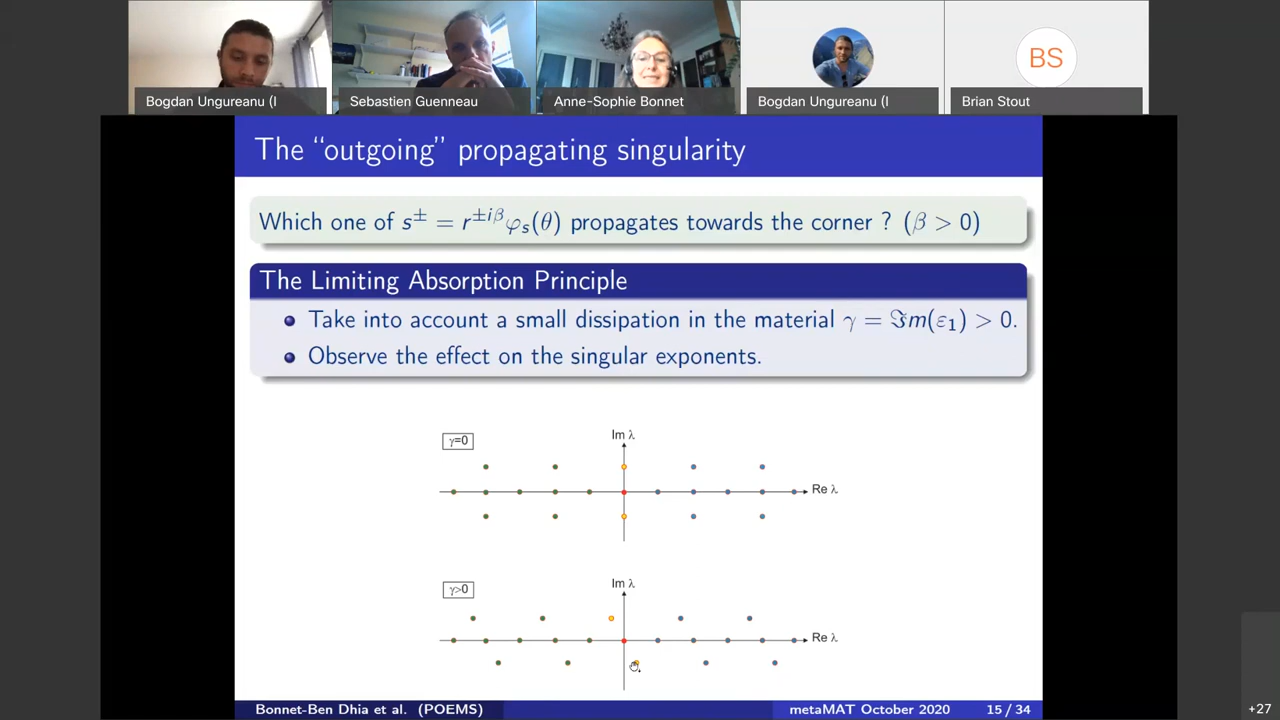 Bogdan Ungureanu (I
Sebastien Guenneau
Anne-Sophie Bonnet
Bogdan Ungureanu (I
BS
Brian Stout
The “outgoing” propagating singularity
Which one of s± = r±iβφs(θ) propagates towards the corner ? (β > 0)
The Limiting Absorption Principle
Take into account a small dissipation in the material γ = ℑm(ε₁) > 0.
Observe the effect on the singular exponents.
γ=0
Im λ
Re λ
γ>0
Im λ
Re λ
Bonnet-Ben Dhia et al. (POEMS)
metaMAT October 2020
15 / 34
+27